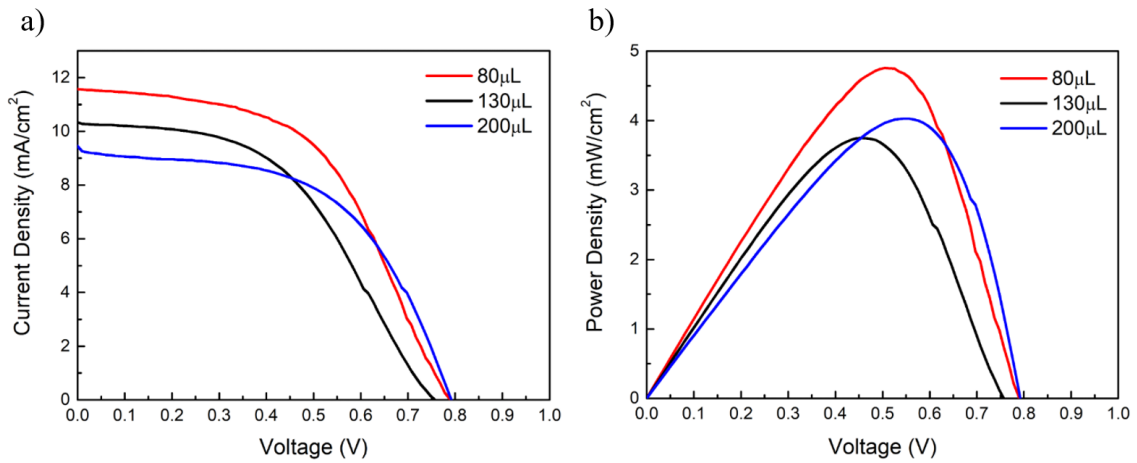 a)
Current Density (mA/cm²)
12
10
8
6
4
2
0
80μL
130μL
200μL
0.0 0.1 0.2 0.3 0.4 0.5 0.6 0.7 0.8 0.9 1.0
Voltage (V)
b)
Power Density (mW/cm²)
5
4
3
2
1
0
80μL
130μL
200μL
0.0 0.1 0.2 0.3 0.4 0.5 0.6 0.7 0.8 0.9 1.0
Voltage (V)